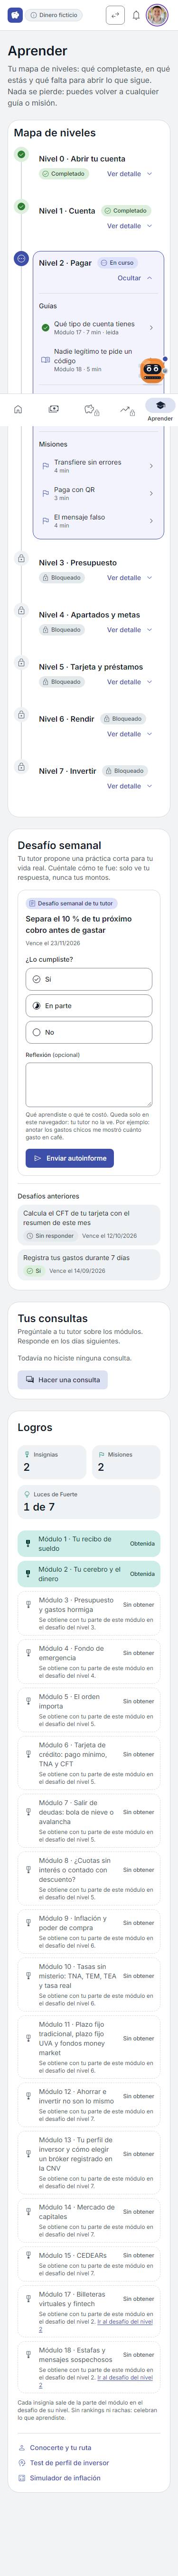 Dinero ficticio
Aprender
Tu mapa de niveles: qué completaste, en qué
estás y qué falta para abrir lo que sigue.
Nada se pierde: puedes volver a cualquier
guía o misión.
Mapa de niveles
Nivel 0 · Abrir tu cuenta
Completado
Ver detalle
Nivel 1 · Cuenta
Completado
Ver detalle
Nivel 2 · Pagar
En curso
Ocultar
Guías
Qué tipo de cuenta tienes
Módulo 17 · 7 min · leída
Nadie legítimo te pide un
código
Módulo 18 · 5 min
Aprender
Misiones
Transfiere sin errores
4 min
Paga con QR
3 min
El mensaje falso
4 min
Nivel 3 · Presupuesto
Bloqueado
Ver detalle
Nivel 4 · Apartados y metas
Bloqueado
Ver detalle
Nivel 5 · Tarjeta y préstamos
Bloqueado
Ver detalle
Nivel 6 · Rendir
Bloqueado
Ver detalle
Nivel 7 · Invertir
Bloqueado
Ver detalle
Desafío semanal
Tu tutor propone una práctica corta para tu
vida real. Cuéntale cómo te fue: solo ve tu
respuesta, nunca tus montos.
Desafío semanal de tu tutor
Separa el 10 % de tu próximo
cobro antes de gastar
Vence el 23/11/2026
¿Lo cumpliste?
Sí
En parte
No
Reflexión (opcional)
Qué aprendiste o qué te costó. Queda solo en
este navegador: tu tutor no la ve. Por ejemplo:
anotar los gastos chicos me mostró cuánto
gasto en café.
Enviar autoinforme
Desafíos anteriores
Calcula el CFT de tu tarjeta con el
resumen de este mes
Sin responder
Vence el 12/10/2026
Registra tus gastos durante 7 días
Sí
Vence el 14/09/2026
Tus consultas
Pregúntale a tu tutor sobre los módulos.
Responde en los días siguientes.
Todavía no hiciste ninguna consulta.
Hacer una consulta
Logros
Insignias
2
Misiones
2
Luces de Fuerte
1 de 7
Módulo 1 · Tu recibo de
sueldo
Obtenida
Módulo 2 · Tu cerebro y el
dinero
Obtenida
Módulo 3 · Presupuesto
y gastos hormiga
Sin obtener
Se obtiene con tu parte de este módulo en
el desafío del nivel 3.
Módulo 4 · Fondo de
emergencia
Sin obtener
Se obtiene con tu parte de este módulo en
el desafío del nivel 4.
Módulo 5 · El orden
importa
Sin obtener
Se obtiene con tu parte de este módulo en
el desafío del nivel 5.
Módulo 6 · Tarjeta de
crédito: pago mínimo,
TNA y CFT
Sin obtener
Se obtiene con tu parte de este módulo en
el desafío del nivel 5.
Módulo 7 · Salir de
deudas: bola de nieve o
avalancha
Sin obtener
Se obtiene con tu parte de este módulo en
el desafío del nivel 5.
Módulo 8 · ¿Cuotas sin
interés o contado con
descuento?
Sin obtener
Se obtiene con tu parte de este módulo en
el desafío del nivel 5.
Módulo 9 · Inflación y
poder de compra
Sin obtener
Se obtiene con tu parte de este módulo en
el desafío del nivel 6.
Módulo 10 · Tasas sin
misterio: TNA, TEM, TEA
y tasa real
Sin obtener
Se obtiene con tu parte de este módulo en
el desafío del nivel 6.
Módulo 11 · Plazo fijo
tradicional, plazo fijo
UVA y fondos money
market
Sin obtener
Se obtiene con tu parte de este módulo en
el desafío del nivel 6.
Módulo 12 · Ahorrar e
invertir no son lo mismo
Sin obtener
Se obtiene con tu parte de este módulo en
el desafío del nivel 7.
Módulo 13 · Tu perfil de
inversor y cómo elegir
un bróker registrado en
la CNV
Sin obtener
Se obtiene con tu parte de este módulo en
el desafío del nivel 7.
Módulo 14 · Mercado de
capitales
Sin obtener
Se obtiene con tu parte de este módulo en
el desafío del nivel 7.
Módulo 15 · CEDEARs
Sin obtener
Se obtiene con tu parte de este módulo en
el desafío del nivel 7.
Módulo 17 · Billeteras
virtuales y fintech
Sin obtener
Se obtiene con tu parte de este módulo en
el desafío del nivel 2. Ir al desafío del nivel
2
Módulo 18 · Estafas y
mensajes sospechosos
Sin obtener
Se obtiene con tu parte de este módulo en
el desafío del nivel 2. Ir al desafío del nivel
2
Cada insignia sale de la parte del módulo en el
desafío de su nivel. Sin rankings ni rachas: celebran
lo que aprendiste.
Conocerte y tu ruta
Test de perfil de inversor
Simulador de inflación